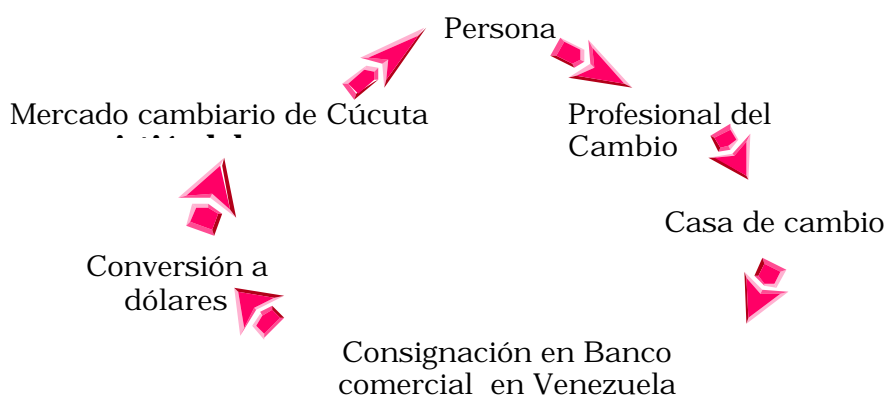 Persona
Mercado cambiario de Cúcuta
Profesional del
Cambio
Casa de cambio
Conversión a
dólares
Consignación en Banco
comercial en Venezuela